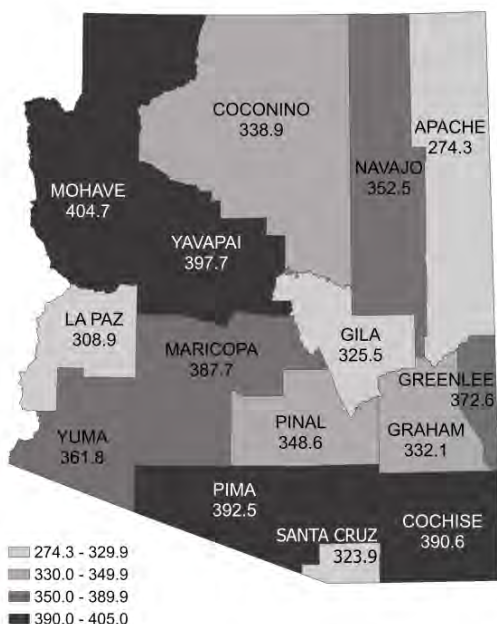 COCONINO
338.9
APACHE
274.3
NAVAJO
352.5
MOHAVE
404.7
YAVAPAI
397.7
LA PAZ
308.9
GILA
325.5
MARICOPA
387.7
GREENLEE
372.6
PINAL
348.6
GRAHAM
332.1
YUMA
361.8
PIMA
392.5
COCHISE
390.6
SANTA CRUZ
323.9
274.3 - 329.9
330.0 - 349.9
350.0 - 389.9
390.0 - 405.0